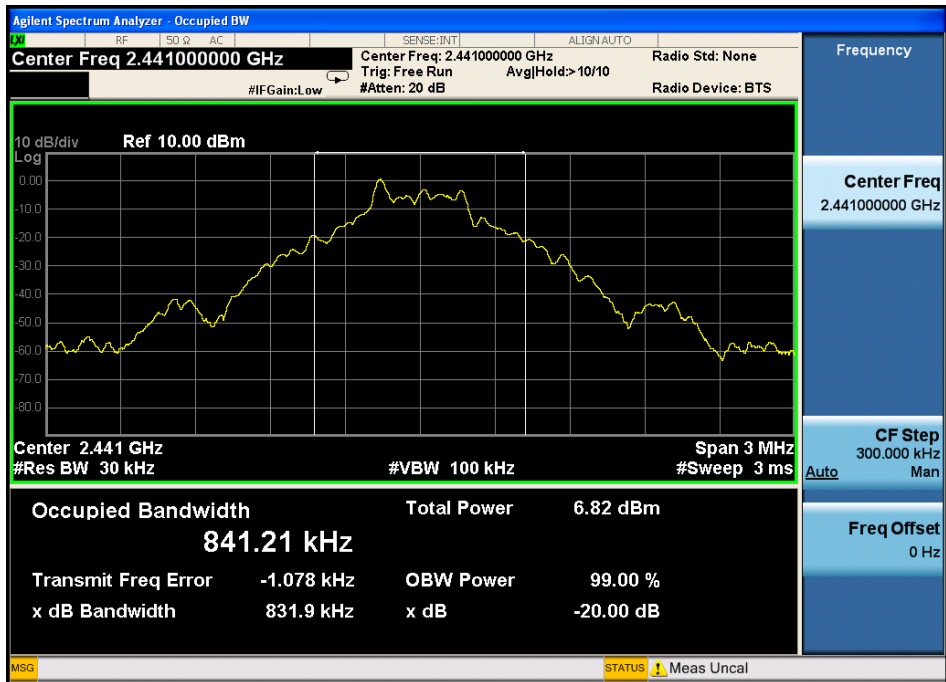 Agilent Spectrum Analyzer - Occupied BW
LXI RF 50 Ω AC SENSE:INT ALIGN AUTO
Center Freq 2.441000000 GHz
Center Freq: 2.441000000 GHz
Radio Std: None
Trig: Free Run Avg|Hold:> 10/10
#IFGain:Low
#Atten: 20 dB
Radio Device: BTS
10 dB/div Ref 10.00 dBm
Log
0.00
-10.0
-20.0
-30.0
-40.0
-50.0
-60.0
-70.0
-80.0
Center 2.441 GHz Span 3 MHz
#Res BW 30 kHz #VBW 100 kHz #Sweep 3 ms
Occupied Bandwidth Total Power 6.82 dBm
841.21 kHz
Transmit Freq Error -1.078 kHz OBW Power 99.00 %
x dB Bandwidth 831.9 kHz x dB -20.00 dB
Frequency
Center Freq
2.441000000 GHz
CF Step
300.000 kHz
Auto Man
Freq Offset
0 Hz
MSG STATUS Meas Uncal